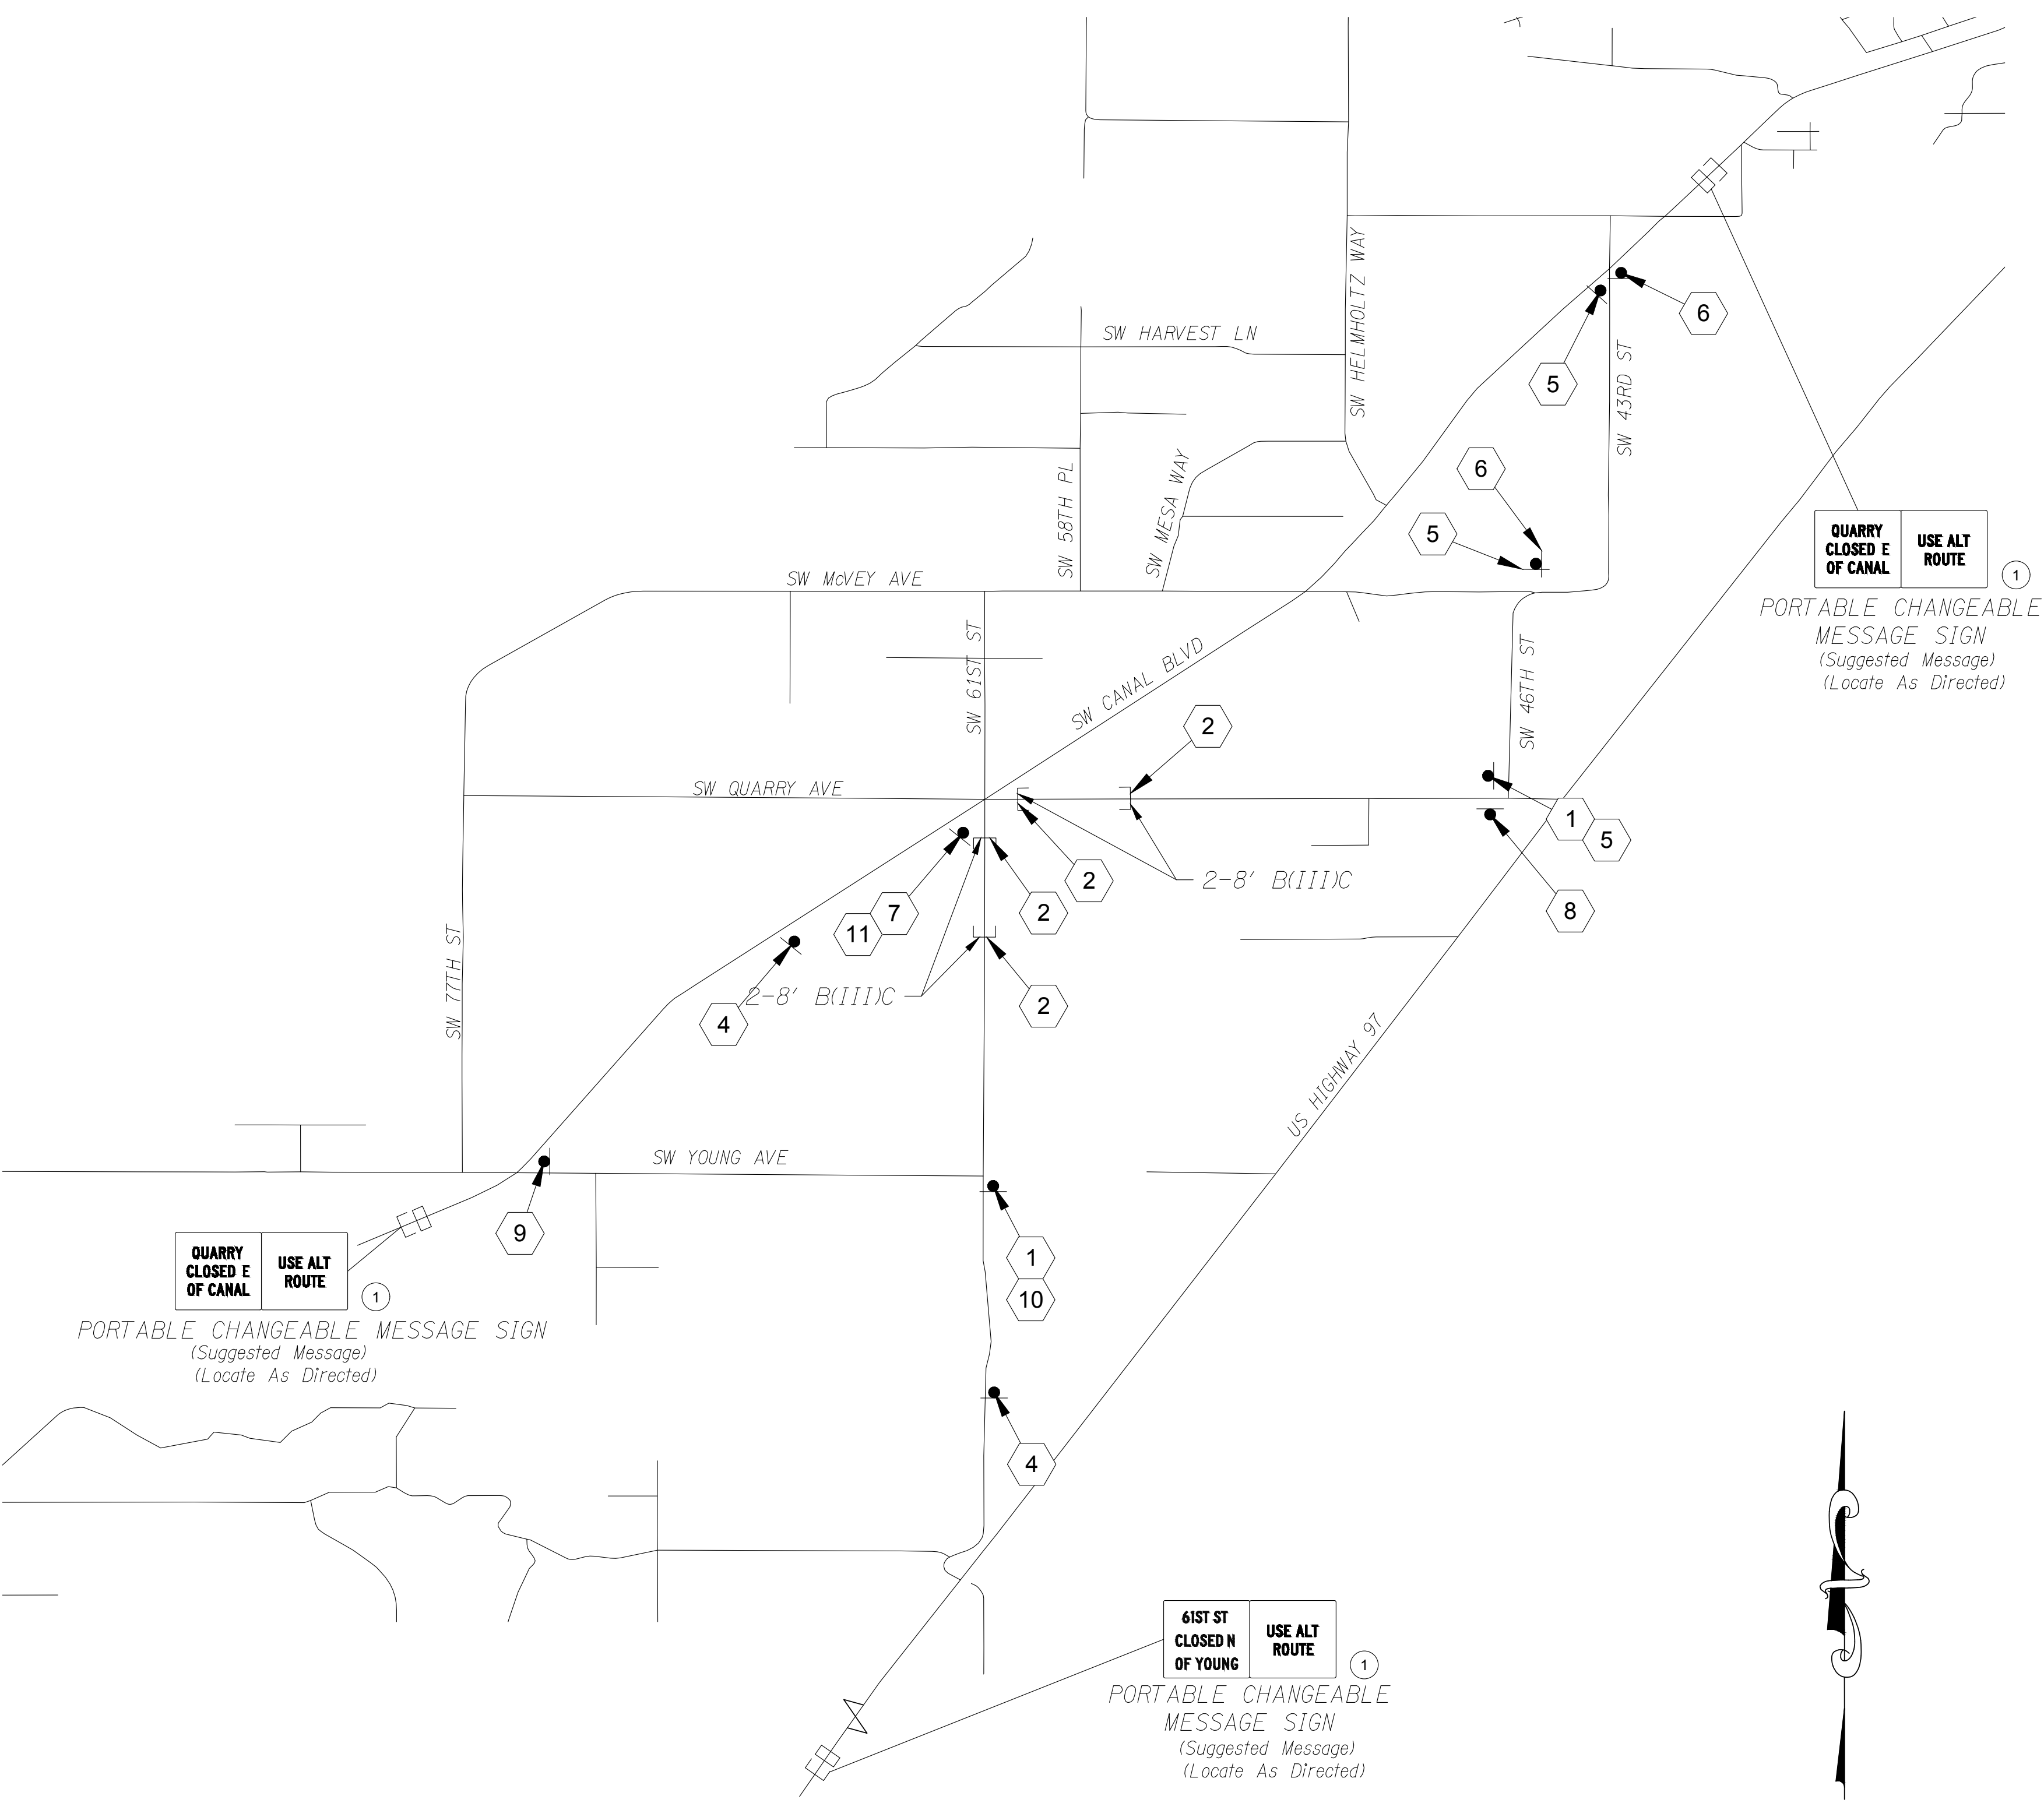 SW HARVEST LN
SW HELMHOLTZ WAY
6
5
SW 43RD ST
6
5
SW 58TH PL
SW MESA WAY
SW McVEY AVE
QUARRY
CLOSED E
OF CANAL
USE ALT
ROUTE
1
PORTABLE CHANGEABLE
MESSAGE SIGN
(Suggested Message)
(Locate As Directed)
SW 61ST ST
SW CANAL BLVD
SW 46TH ST
2
SW QUARRY AVE
1
5
2
2-8' B(III)C
7
11
2
8
SW 77TH ST
2-8' B(III)C
4
2
US HIGHWAY 97
SW YOUNG AVE
9
1
10
QUARRY
CLOSED E
OF CANAL
USE ALT
ROUTE
1
PORTABLE CHANGEABLE MESSAGE SIGN
(Suggested Message)
(Locate As Directed)
4
61ST ST
CLOSED N
OF YOUNG
USE ALT
ROUTE
1
PORTABLE CHANGEABLE
MESSAGE SIGN
(Suggested Message)
(Locate As Directed)